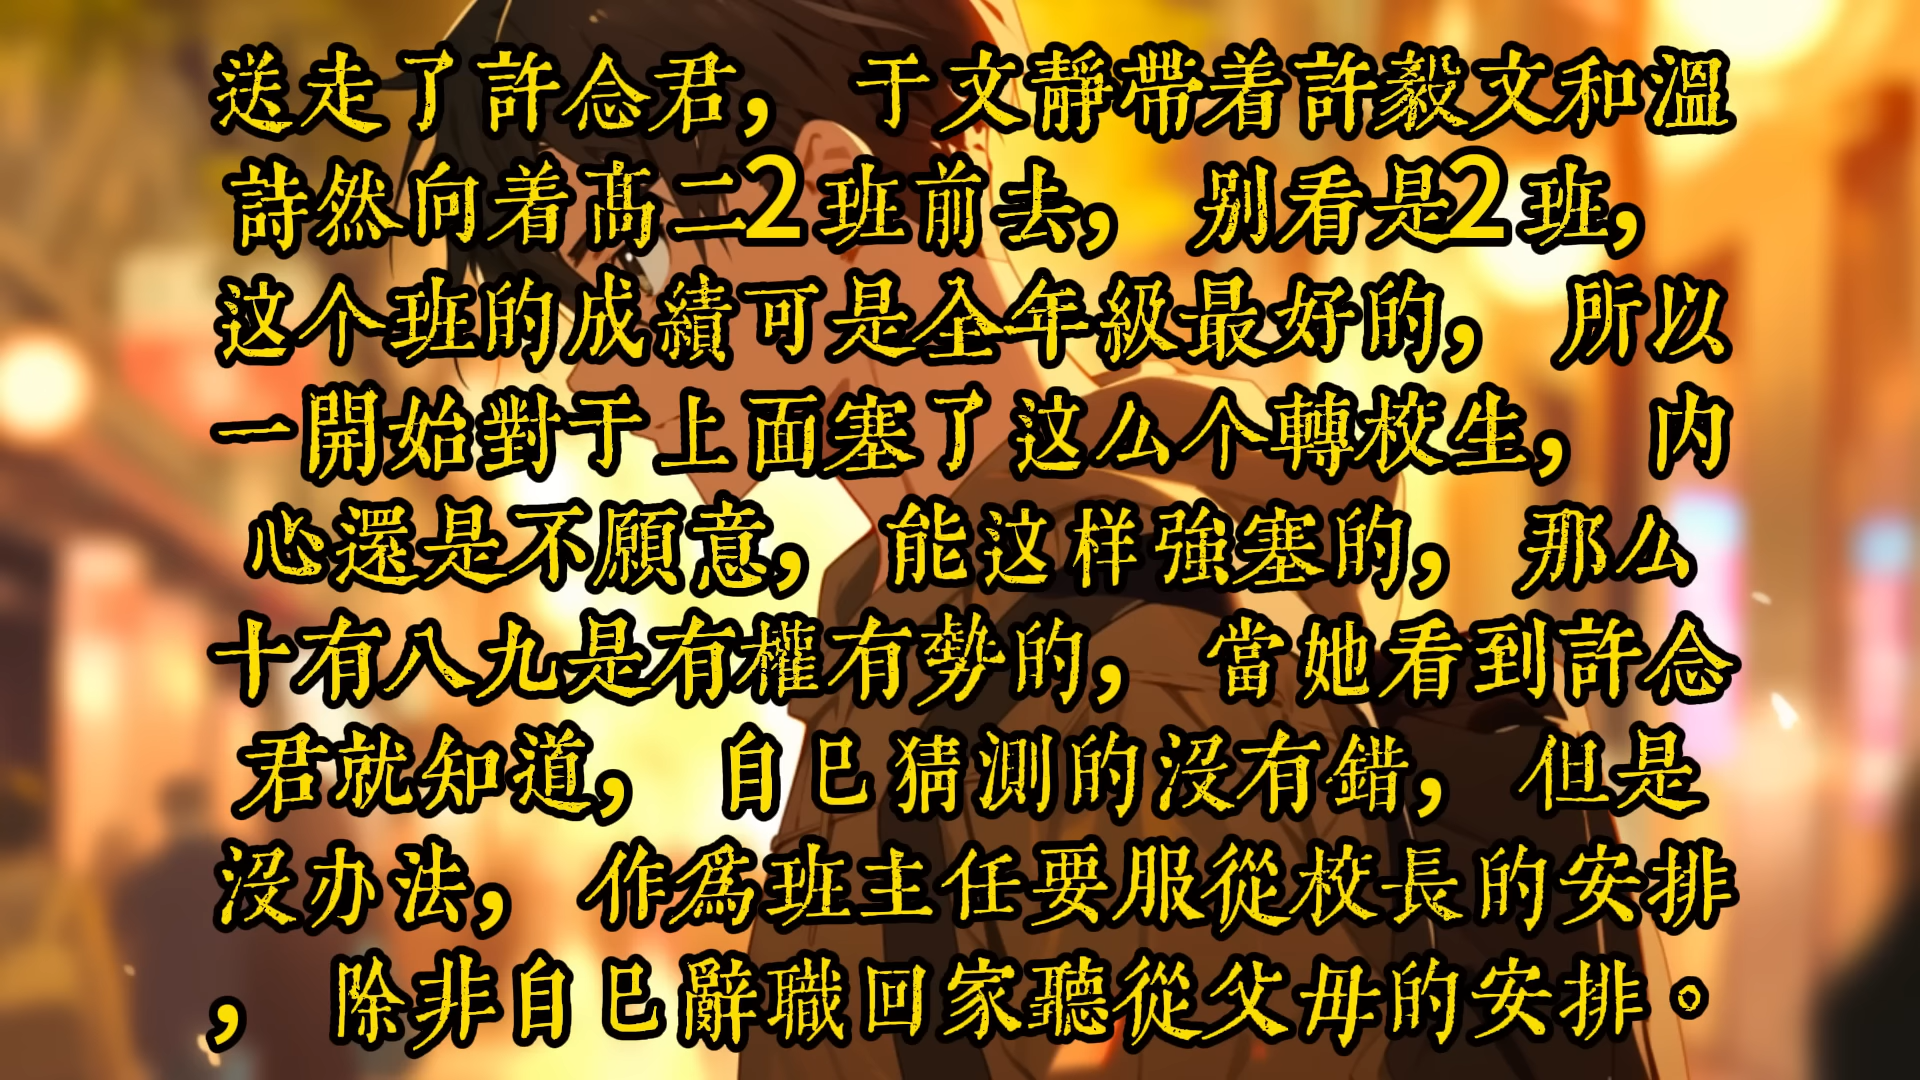 送走了許念君，于文靜帶着許毅文和溫
詩然向着高二2班前去，别看是2班，
这个班的成績可是全年級最好的，所以
一開始對于上面塞了这么个轉校生，内
心還是不願意，能这样強塞的，那么
十有八九是有權有勢的，當她看到許念
君就知道，自己猜測的没有錯，但是
没办法，作爲班主任要服從校長的安排
，除非自己辭職回家聽從父母的安排。